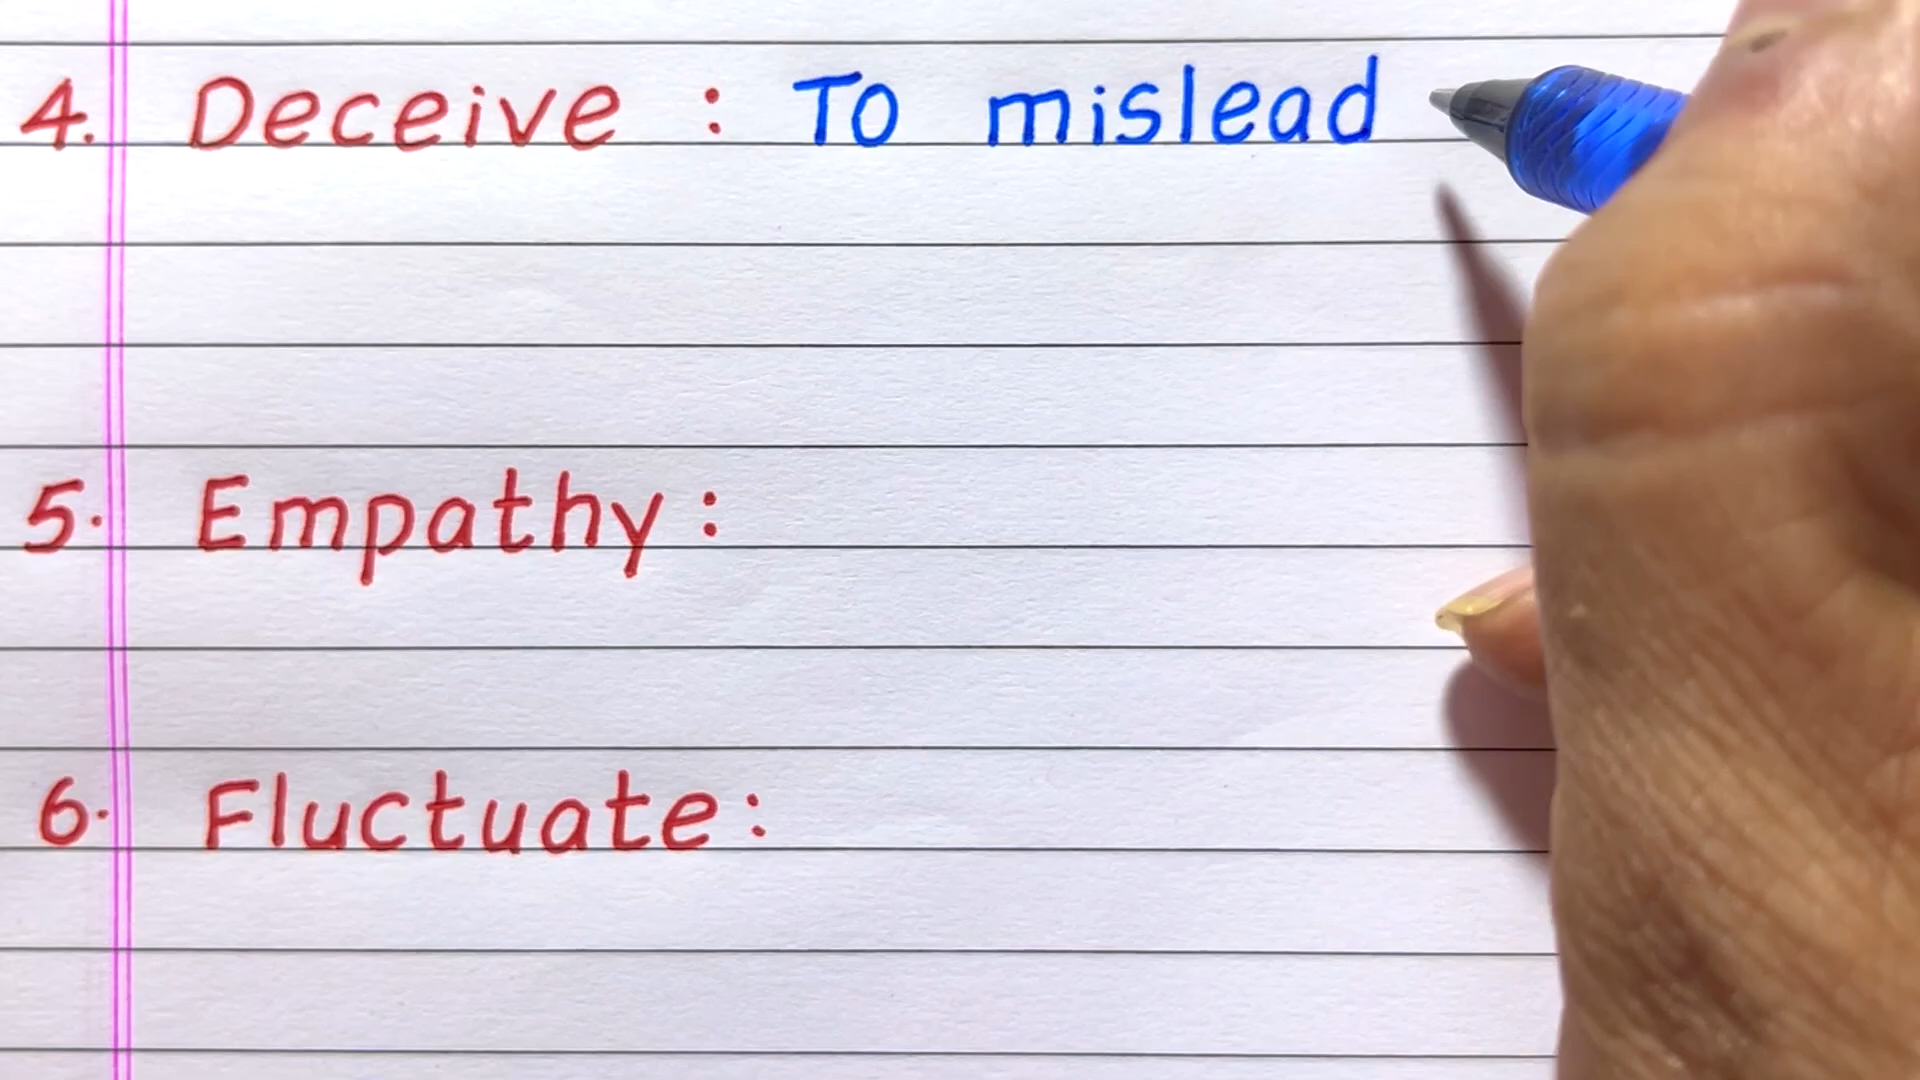 4. Deceive : To mislead
5. Empathy :
6. Fluctuate :